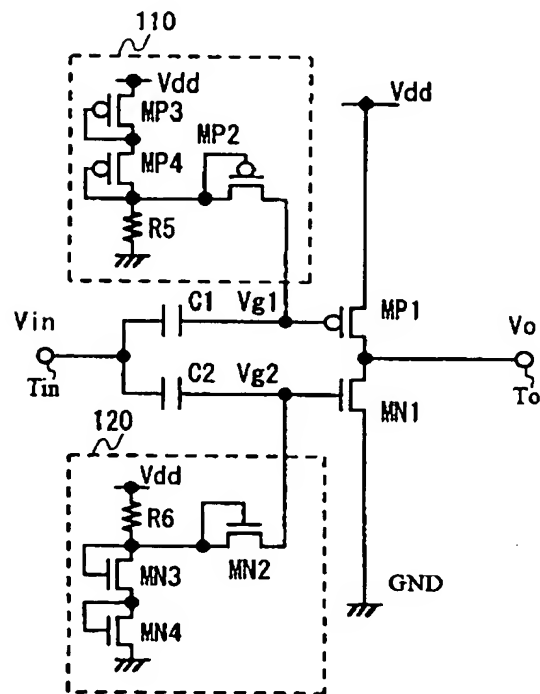 110
Vdd
MP3
MP2
MP4
R5
Vdd
C1
Vg1
MP1
Vin
Vo
Tin
C2
Vg2
MN1
To
120
Vdd
R6
MN3
MN2
MN4
GND